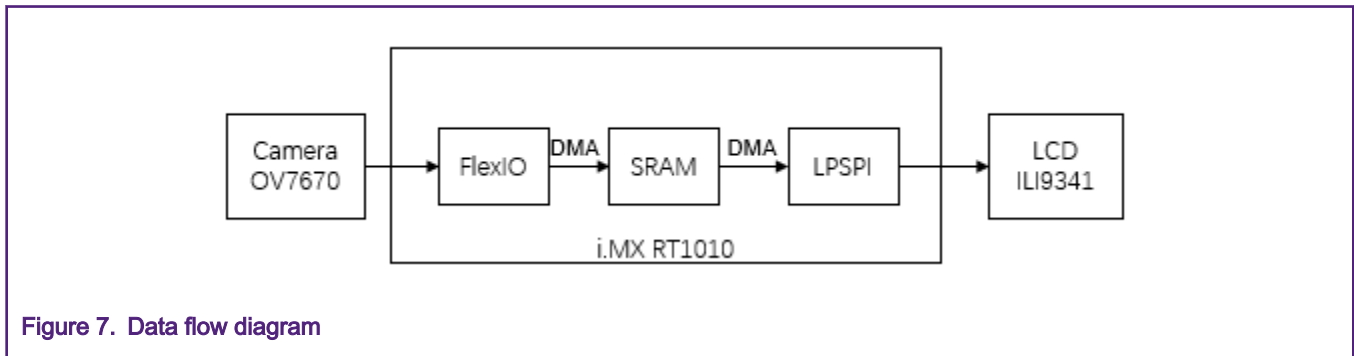 Camera
OV7670
FlexIO
DMA
SRAM
DMA
LPSPI
LCD
ILI9341
i.MX RT1010
Figure 7. Data flow diagram